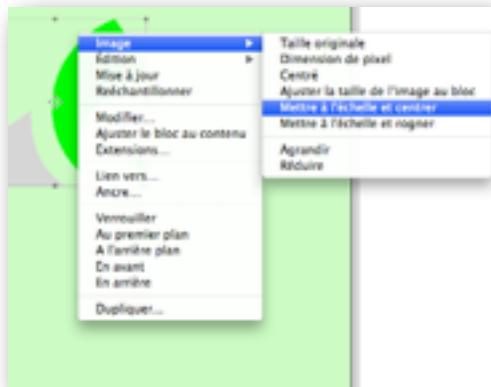 Image
Édition
Mise à jour
Rééchantillonner
Modifier...
Ajuster le bloc au contenu
Extensions...
Lien vers...
Ancre...
Verrouiller
Au premier plan
A l'arrière plan
En avant
En arrière
Dupliquer...
Taille originale
Dimension de pixel
Centré
Ajuster la taille de l'image au bloc
Mettre à l'échelle et centrer
Mettre à l'échelle et rogner
Agrandir
Réduire